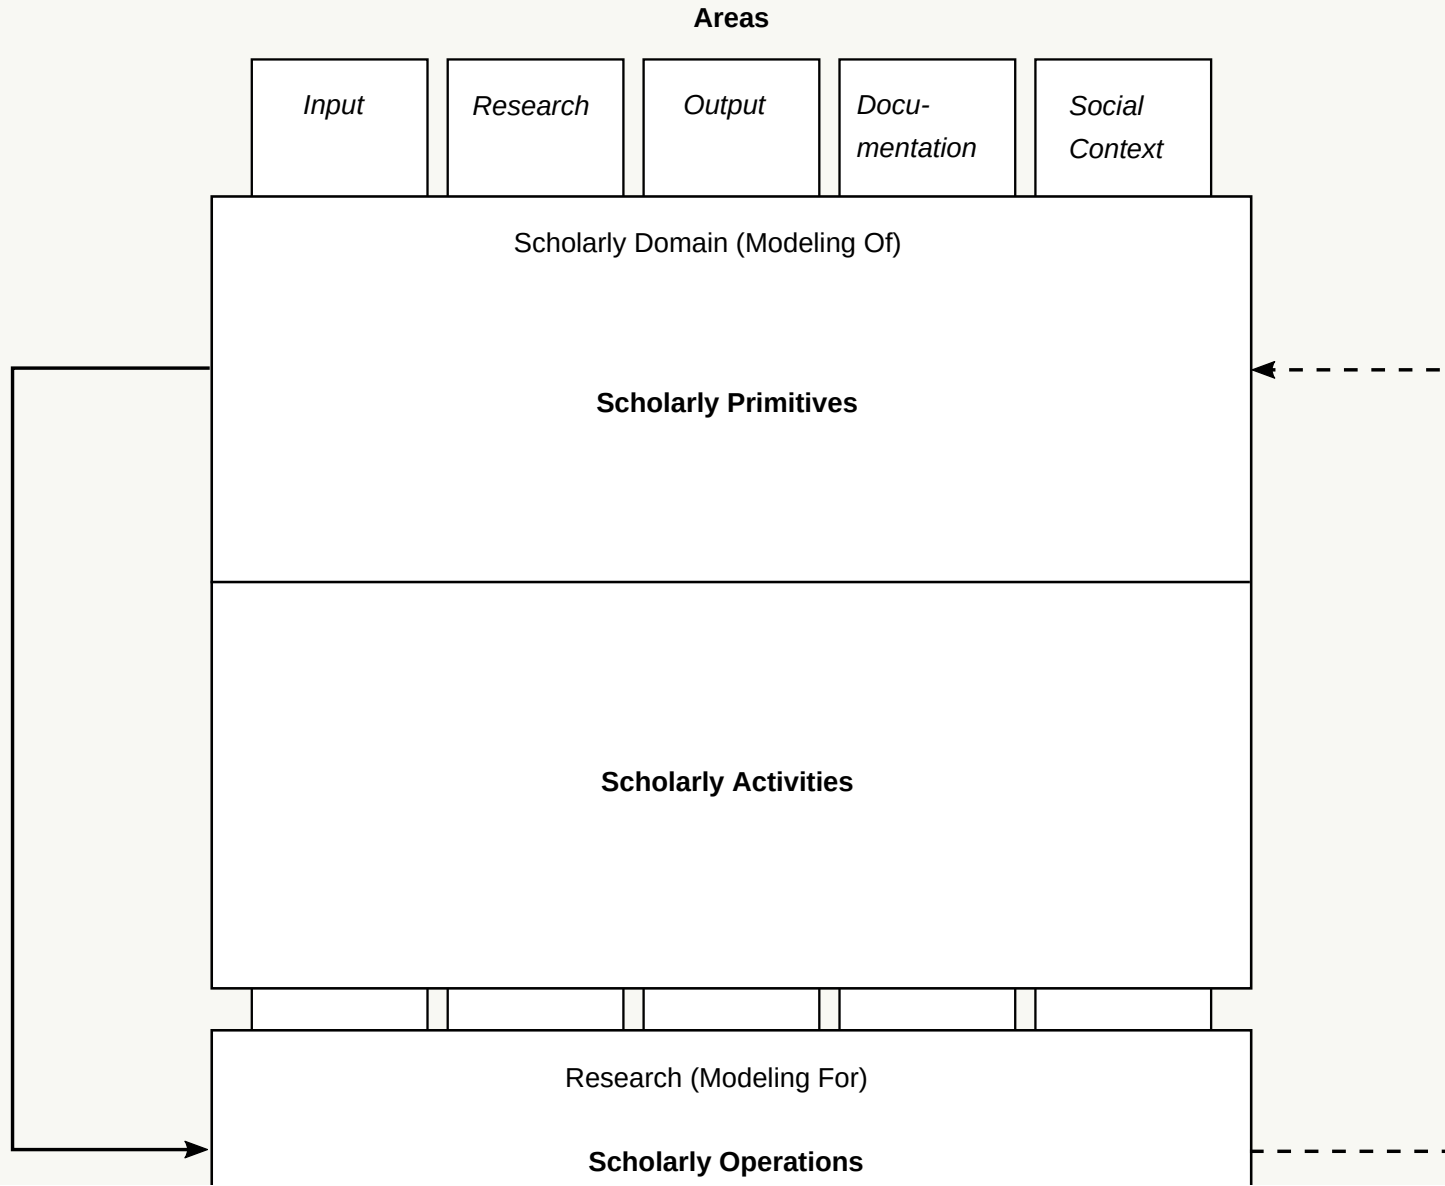 Areas
Input
Research
Output
Docu-
mentation
Social
Context
Scholarly Domain (Modeling Of)
Scholarly Primitives
Scholarly Activities
Research (Modeling For)
Scholarly Operations